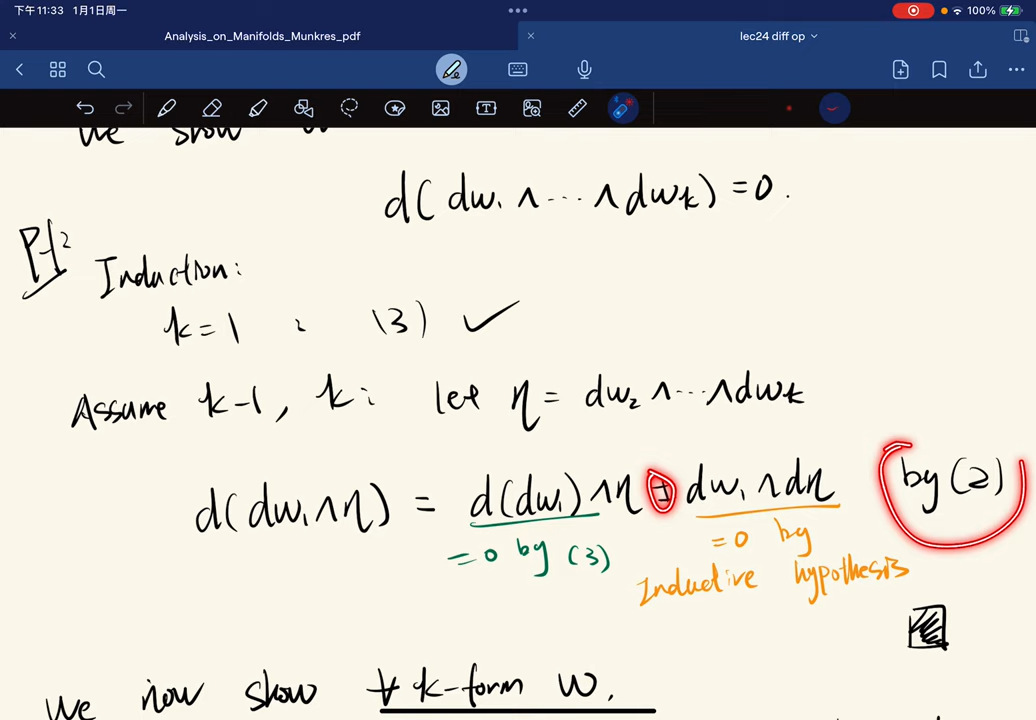 下午11:33 1月1日周一
100%
Analysis_on_Manifolds_Munkres_pdf
lec24 diff op
we show
d(dw₁ ∧ ⋯ ∧ dwₖ) = 0.
Pf²
Induction:
k=1 : (3) ✓
Assume k-1, k: let η = dw₂ ∧ ⋯ ∧ dwₖ
d(dw₁ ∧ η) = d(dw₁) ∧ η - dw₁ ∧ dη by (2)
=0 by (3)
=0 by
Inductive hypothesis
We now show ∀ k-form w.